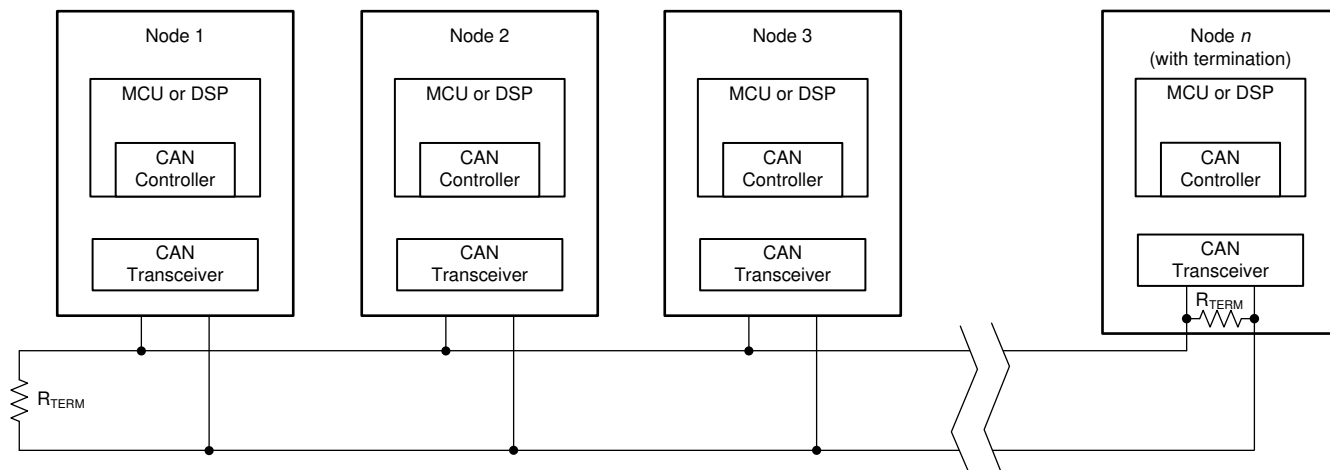 Node 1
MCU or DSP
CAN
Controller
CAN
Transceiver
Node 2
MCU or DSP
CAN
Controller
CAN
Transceiver
Node 3
MCU or DSP
CAN
Controller
CAN
Transceiver
Node n
(with termination)
MCU or DSP
CAN
Controller
CAN
Transceiver
RTERM
RTERM